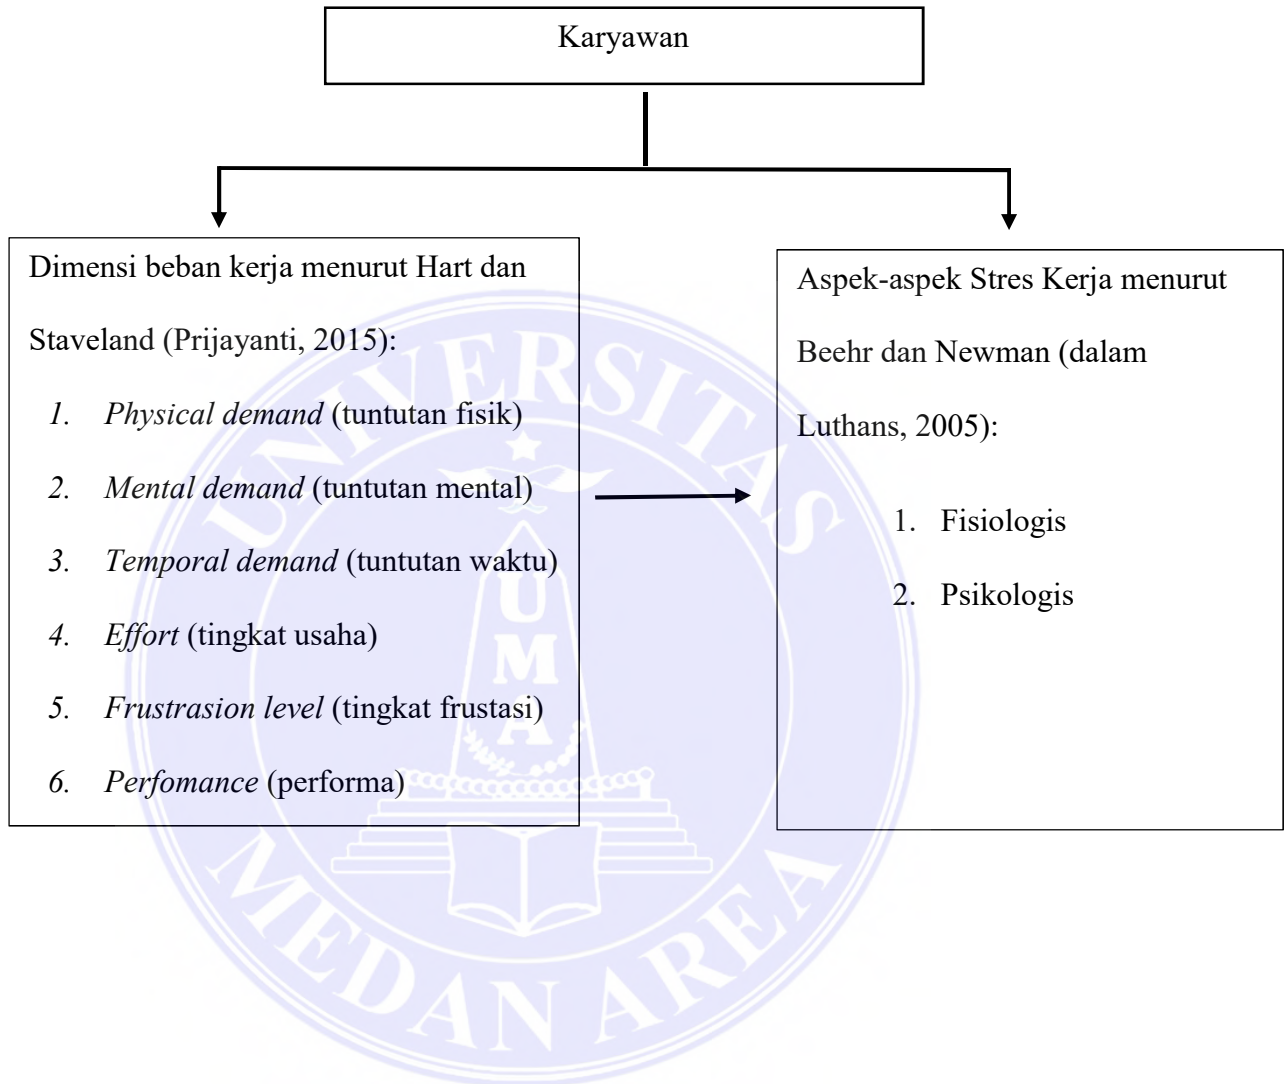 Karyawan
Dimensi beban kerja menurut Hart dan
Staveland (Prijayanti, 2015):
1. Physical demand (tuntutan fisik)
2. Mental demand (tuntutan mental)
3. Temporal demand (tuntutan waktu)
4. Effort (tingkat usaha)
5. Frustrasion level (tingkat frustasi)
6. Perfomance (performa)
Aspek-aspek Stres Kerja menurut
Beehr dan Newman (dalam
Luthans, 2005):
1. Fisiologis
2. Psikologis
UNIVERSITAS
UMA
MEDAN AREA